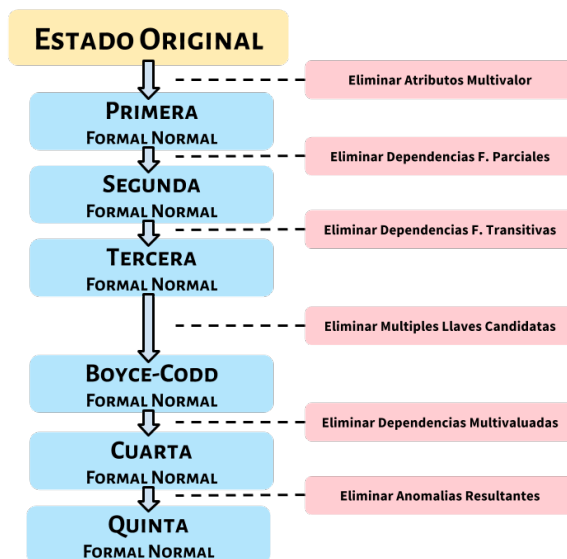 ESTADO ORIGINAL
Eliminar Atributos Multivalor
PRIMERA
FORMAL NORMAL
Eliminar Dependencias F. Parciales
SEGUNDA
FORMAL NORMAL
Eliminar Dependencias F. Transitivas
TERCERA
FORMAL NORMAL
Eliminar Multiples Llaves Candidatas
BOYCE-CODD
FORMAL NORMAL
Eliminar Dependencias Multivaluadas
CUARTA
FORMAL NORMAL
Eliminar Anomalias Resultantes
QUINTA
FORMAL NORMAL